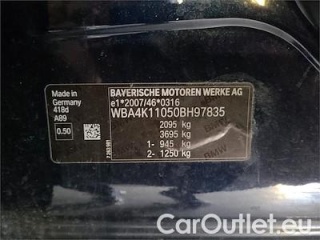 Made in
Germany
418d
A89
0.50
BAYERISCHE MOTOREN WERKE AG
e1*2007/46*0316
WBA4K11050BH97835
2095 kg
3695 kg
1- 945 kg
2- 1250 kg
CarOutlet.eu